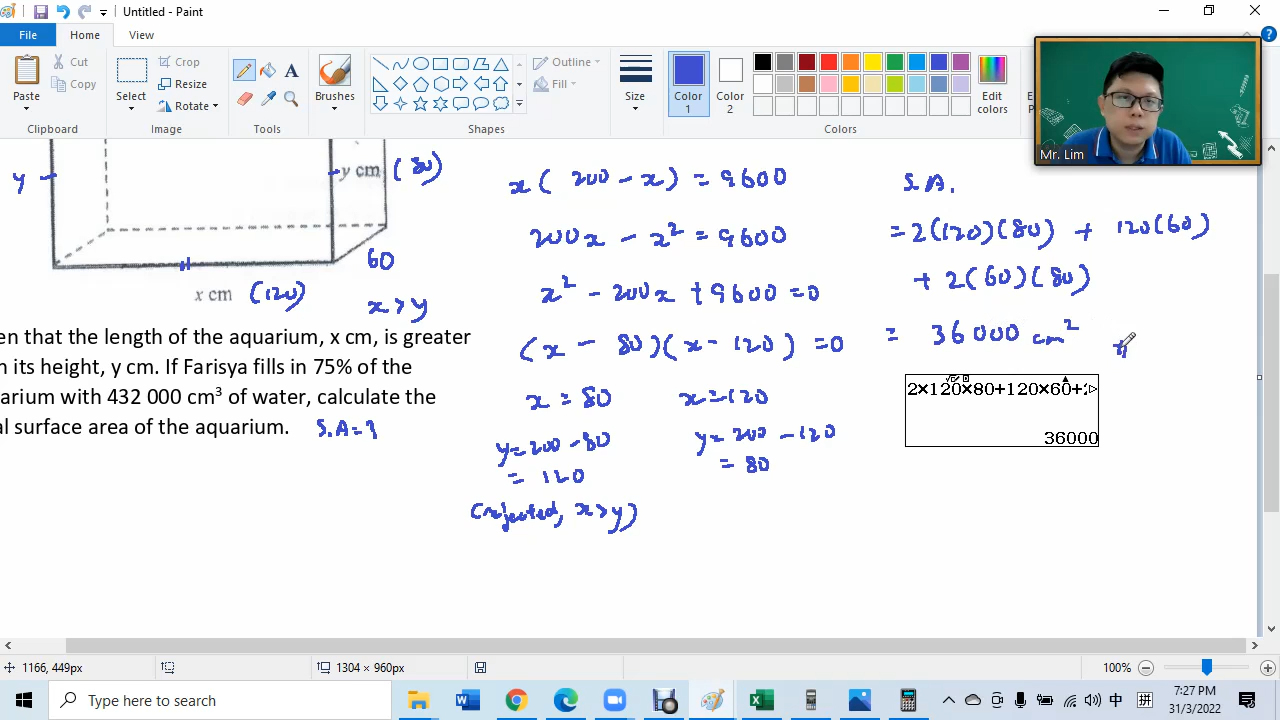 Untitled - Paint
File
Home
View
Paste
Cut
Copy
Clipboard
Select
Crop
Resize
Rotate
Image
A
Tools
Brushes
Shapes
Outline
Fill
Size
Color 1
Color 2
Edit colors
Colors
Mr. Lim
y
y cm (80)
60
x cm (120)
x > y
en that the length of the aquarium, x cm, is greater
n its height, y cm. If Farisya fills in 75% of the
arium with 432 000 cm³ of water, calculate the
al surface area of the aquarium. S.A = ?
x(200 - x) = 9600
200x - x² = 9600
x² - 200x + 9600 = 0
(x - 80)(x - 120) = 0
x = 80
y = 200 - 80
= 120
(rejected, x > y)
x = 120
y = 200 - 120
= 80
S.A.
= 2(120)(80) + 120(60)
+ 2(60)(80)
= 36000 cm²
2×120×80+120×60+
36000
1166, 449px
1304 × 960px
100%
Type here to search
中
拼
7:27 PM
31/3/2022